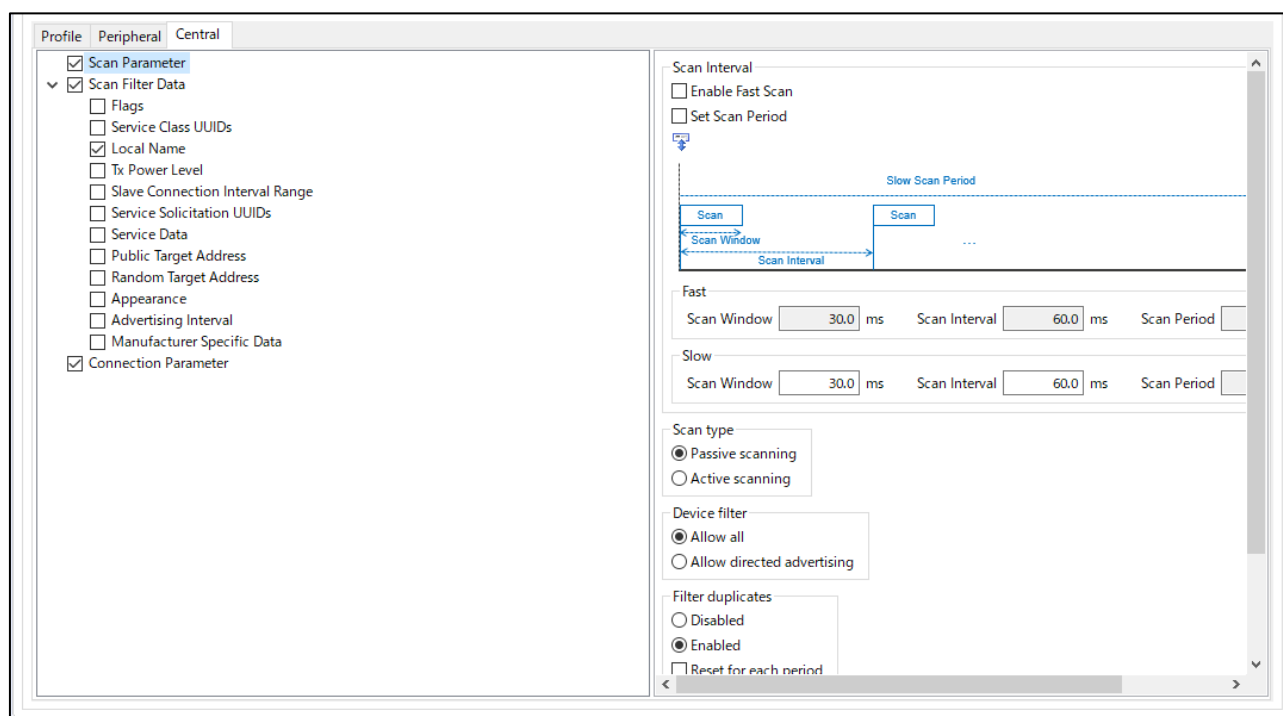 Profile Peripheral Central
Scan Parameter
Scan Filter Data
Flags
Service Class UUIDs
Local Name
Tx Power Level
Slave Connection Interval Range
Service Solicitation UUIDs
Service Data
Public Target Address
Random Target Address
Appearance
Advertising Interval
Manufacturer Specific Data
Connection Parameter
Scan Interval
Enable Fast Scan
Set Scan Period
Slow Scan Period
Scan Scan
Scan Window ...
Scan Interval
Fast
Scan Window 30.0 ms Scan Interval 60.0 ms Scan Period
Slow
Scan Window 30.0 ms Scan Interval 60.0 ms Scan Period
Scan type
Passive scanning
Active scanning
Device filter
Allow all
Allow directed advertising
Filter duplicates
Disabled
Enabled
Reset for each period